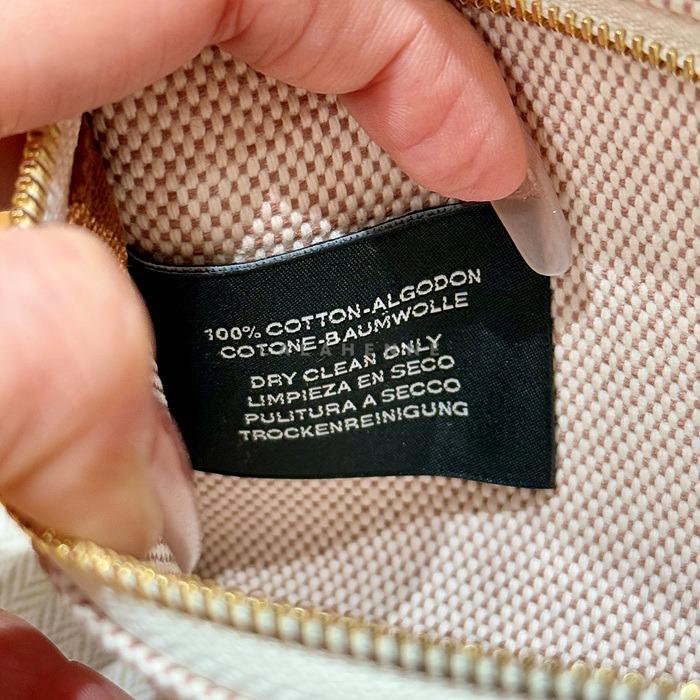 100% COTTON-ALGODON
COTONE-BAUMWOLLE
DRY CLEAN ONLY
LIMPIEZA EN SECO
PULITURA A SECCO
TROCKENREINIGUNG